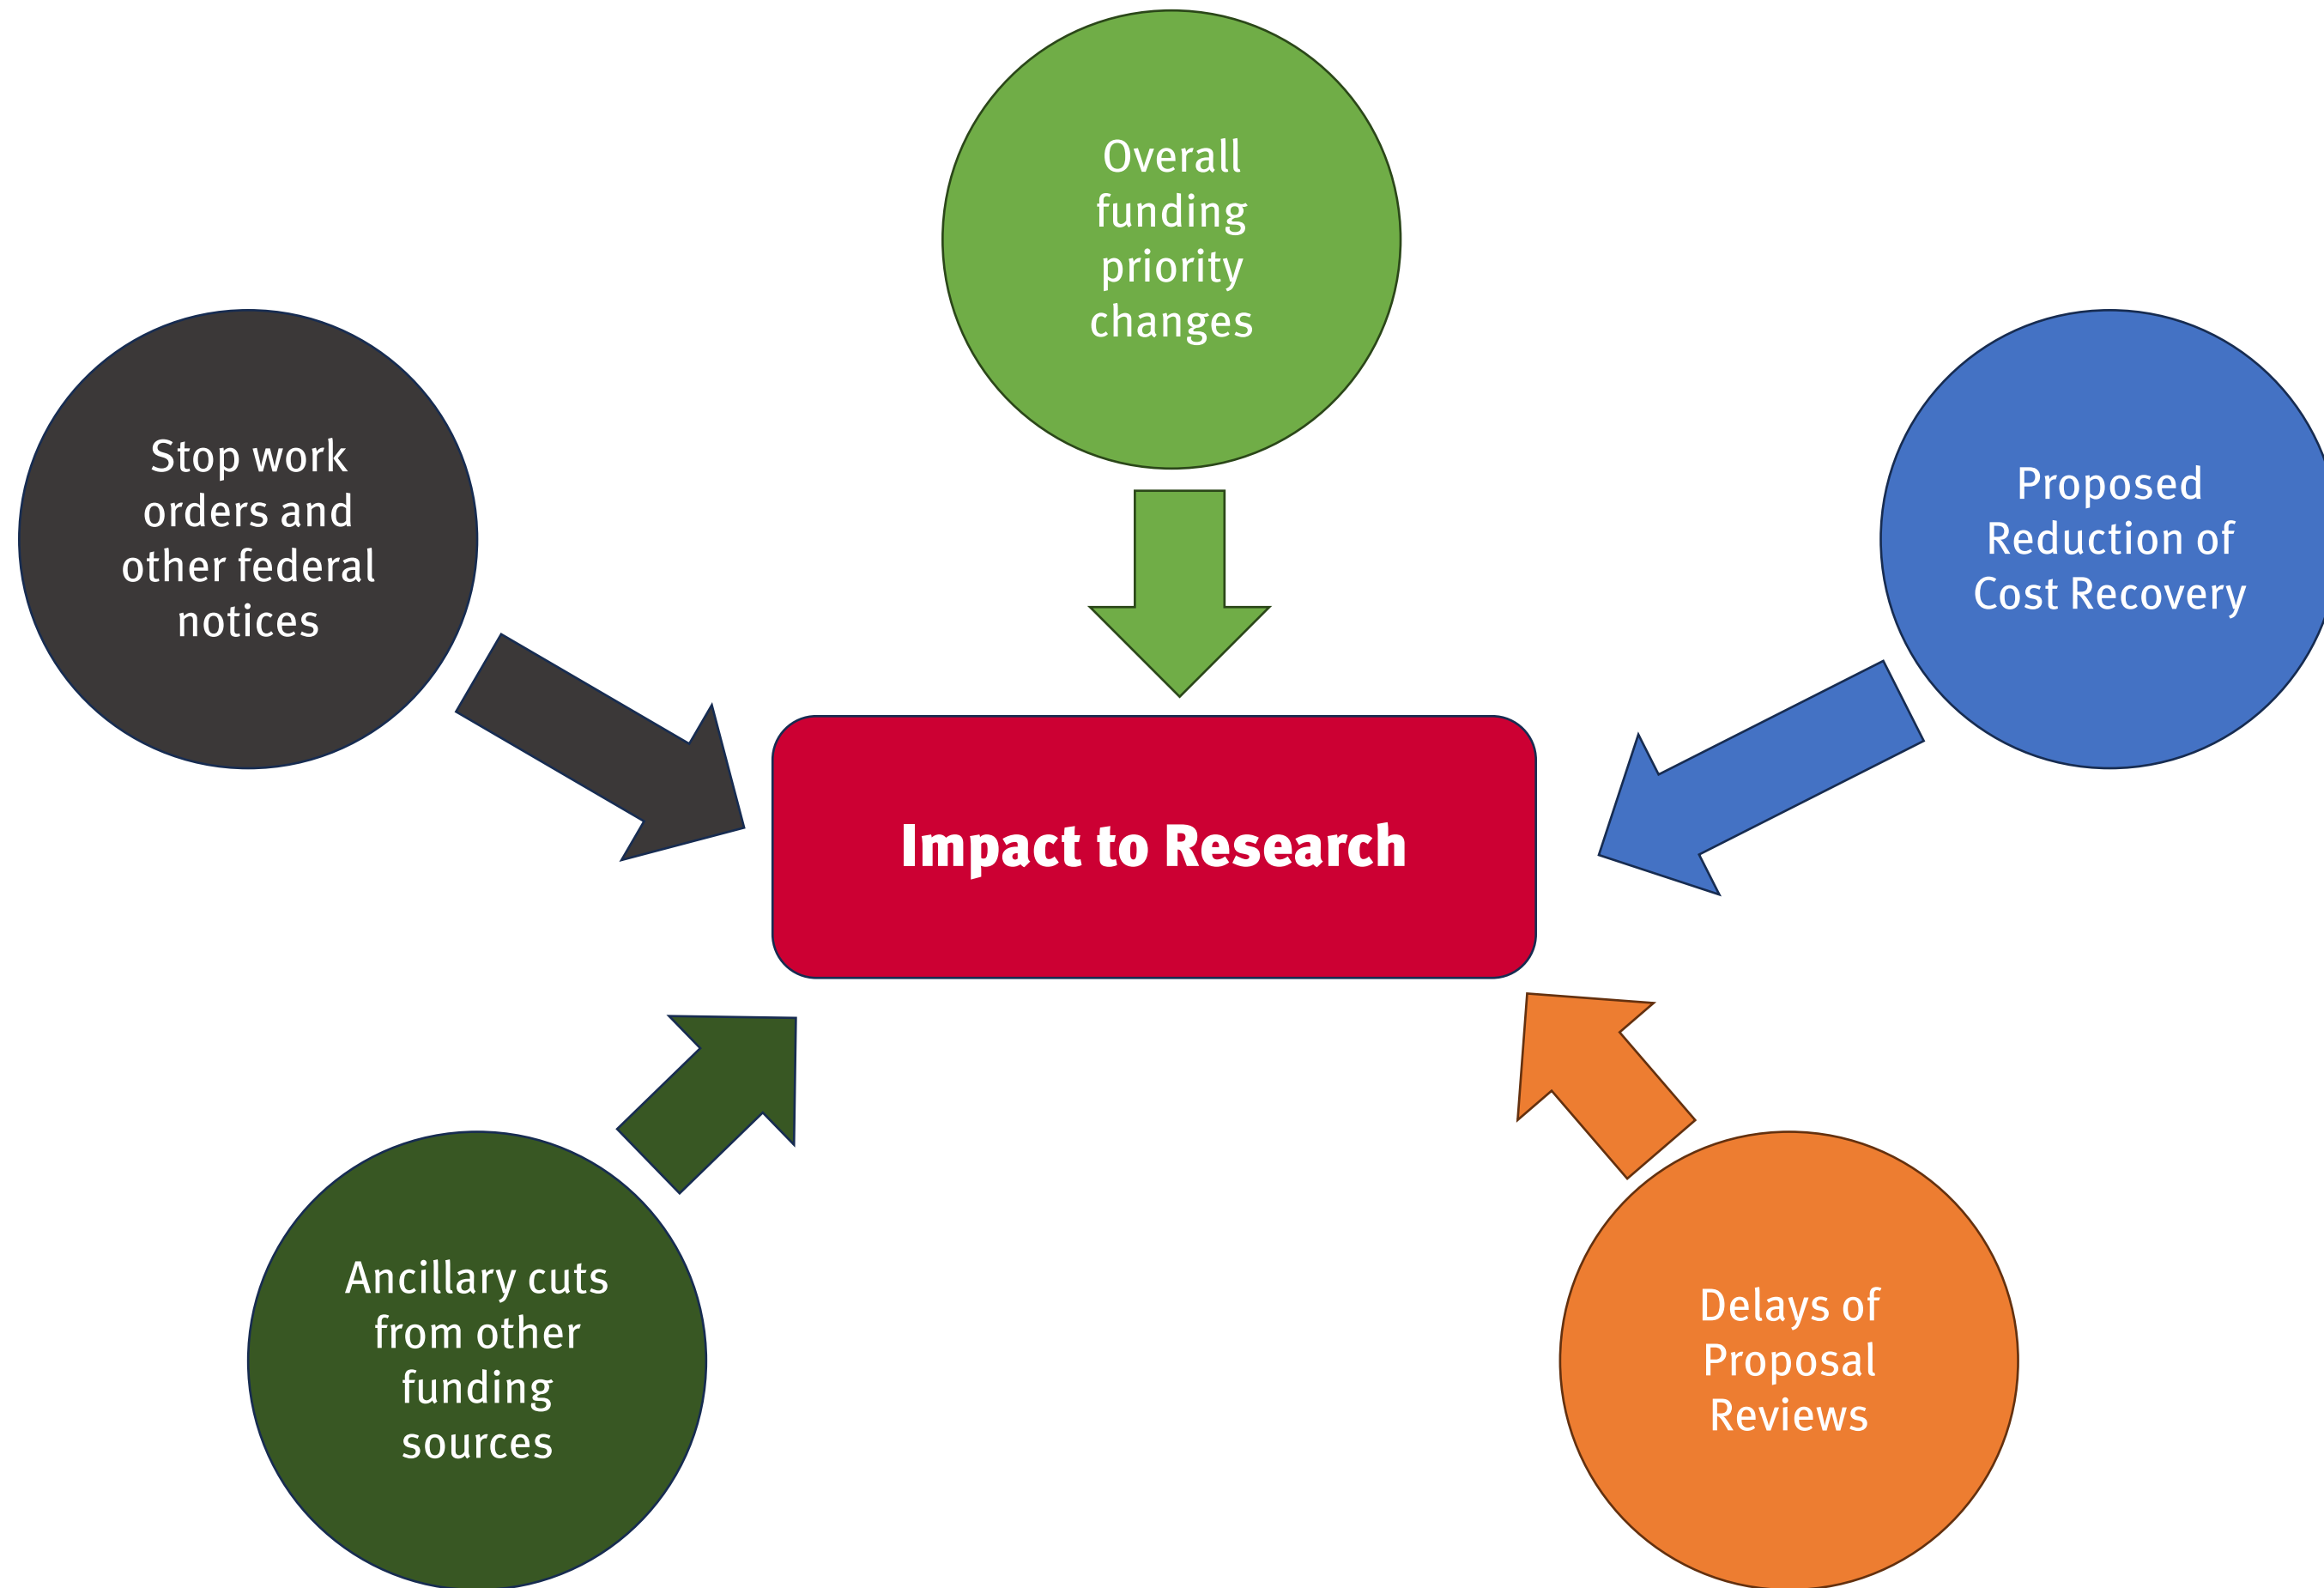 Overall
funding
priority
changes
Stop work
orders and
other federal
notices
Proposed
Reduction of
Cost Recovery
Impact to Research
Ancillary cuts
from other
funding
sources
Delays of
Proposal
Reviews